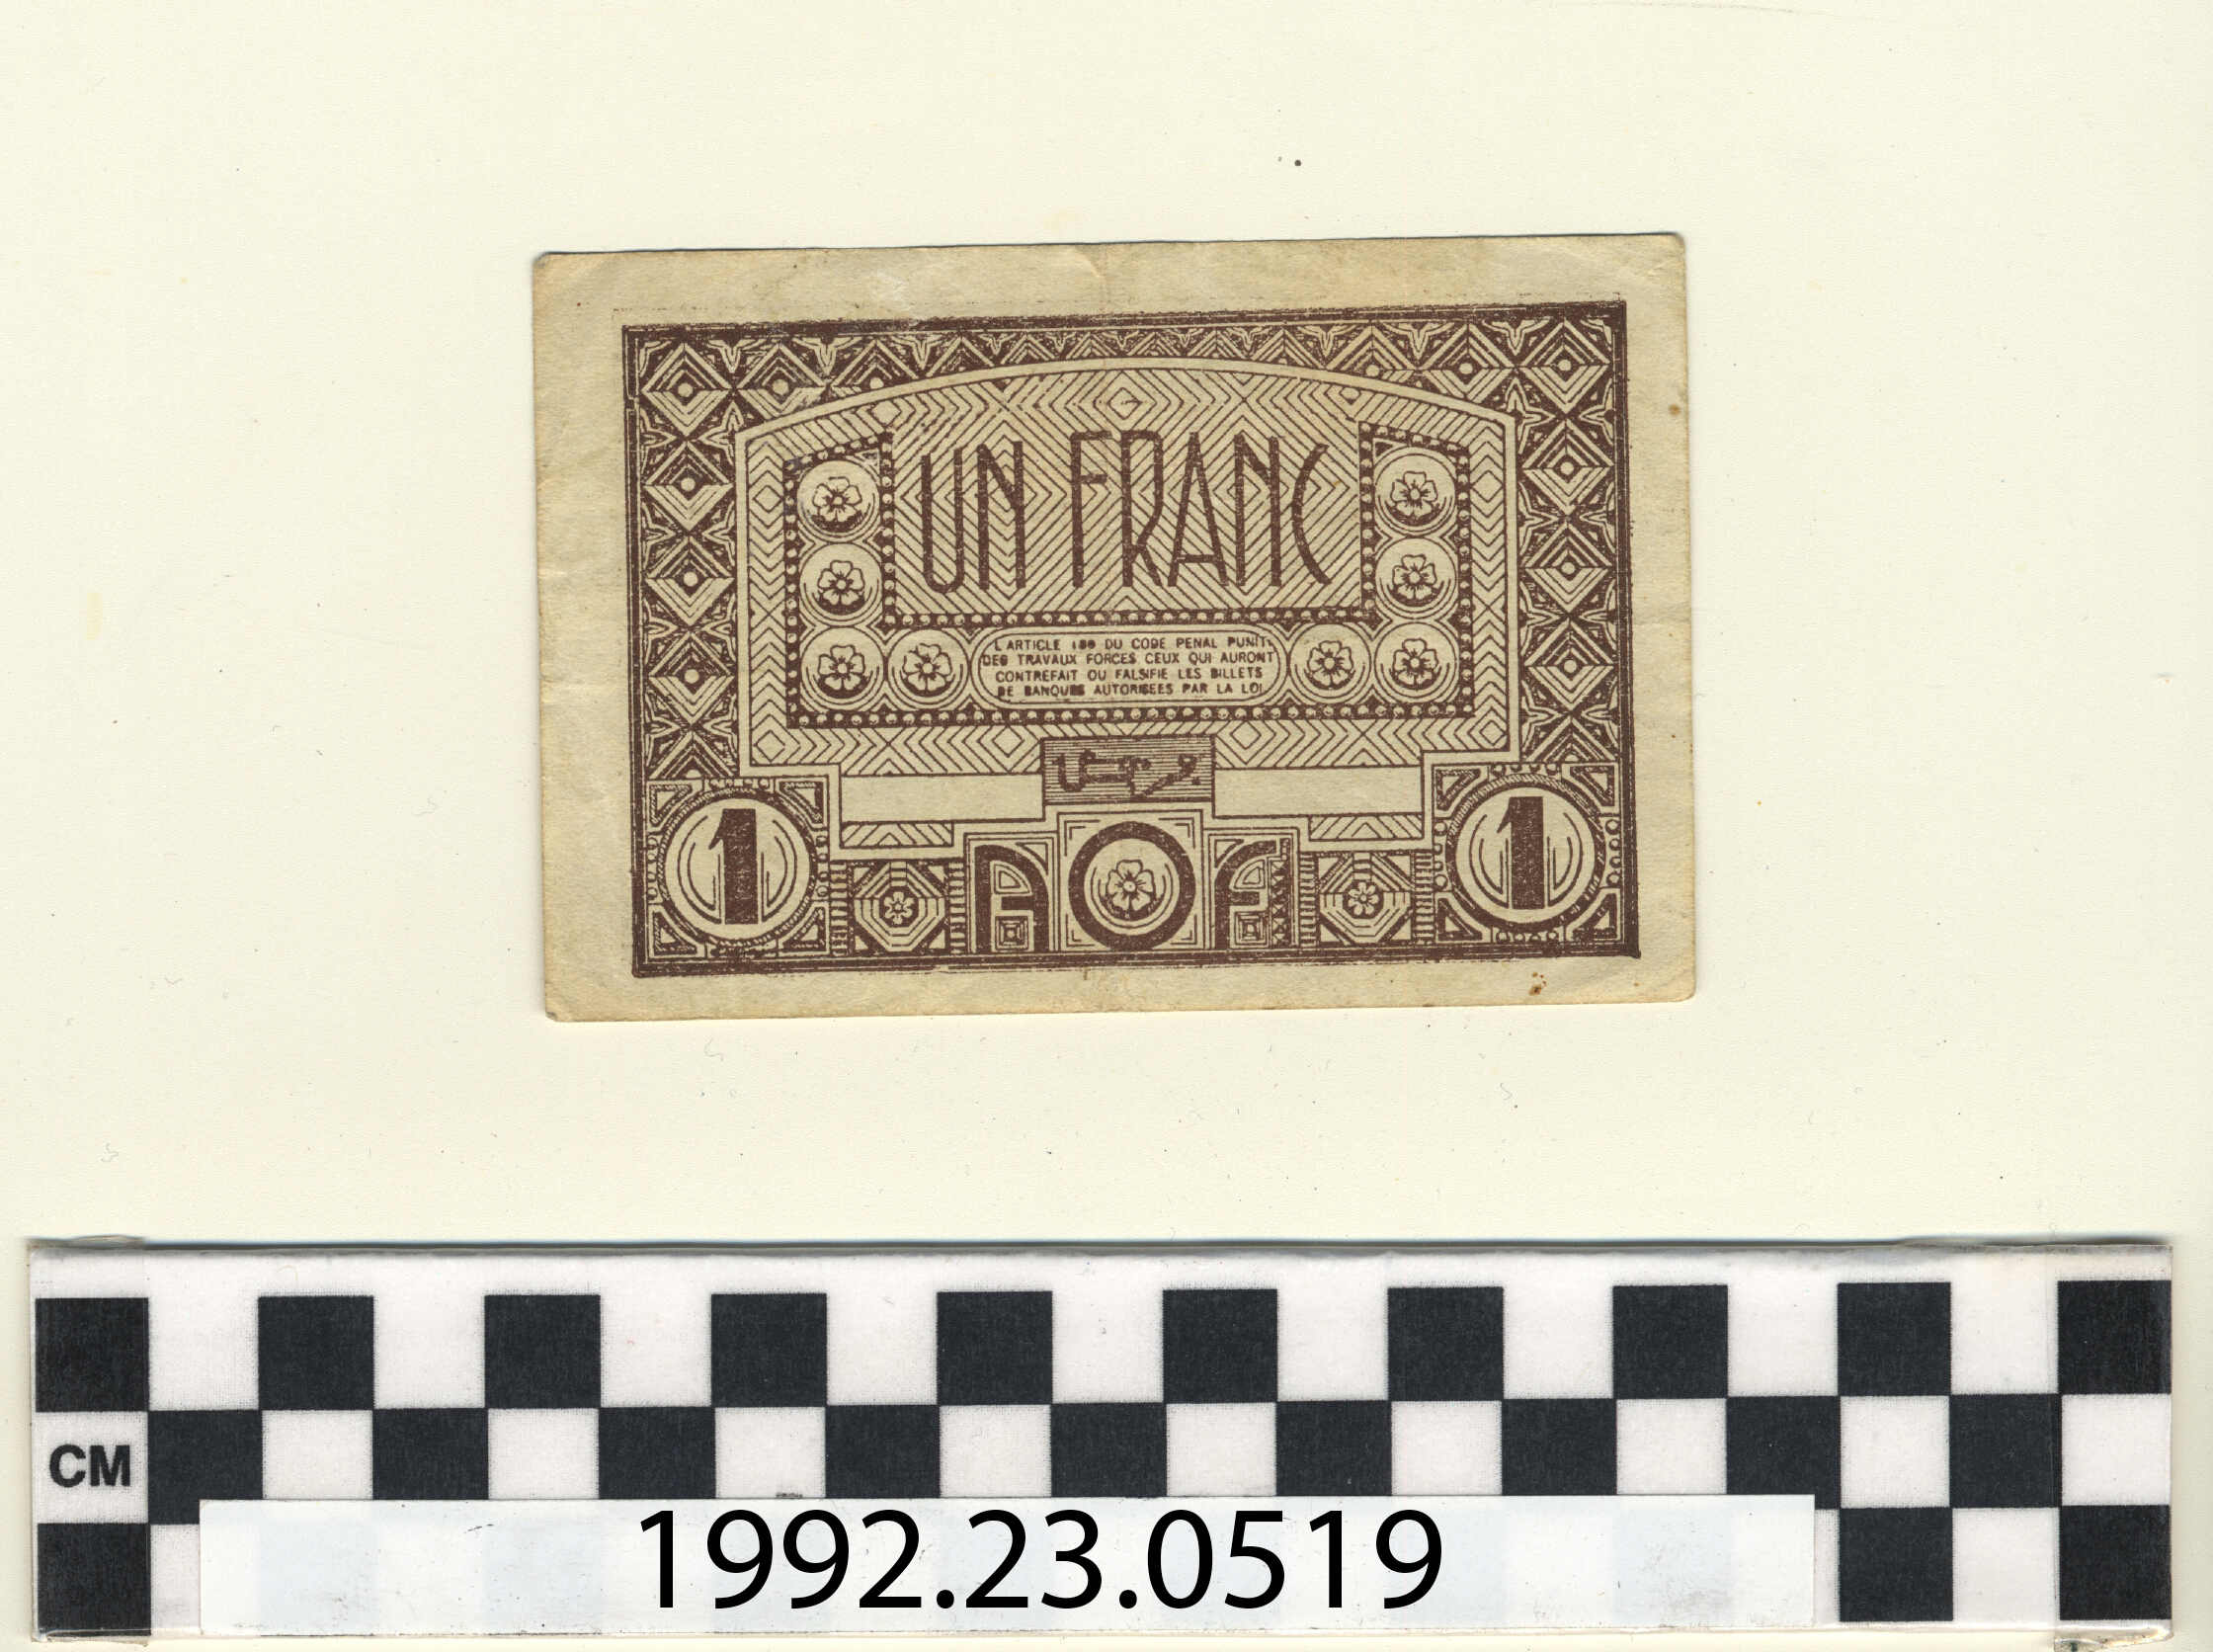 UN FRANC
L'ARTICLE 139 DU CODE PENAL PUNIT
DES TRAVAUX FORCES CEUX QUI AURONT
CONTREFAIT OU FALSIFIE LES BILLETS
DE BANQUES AUTORISEES PAR LA LOI
1 AOF 1
CM
1992.23.0519